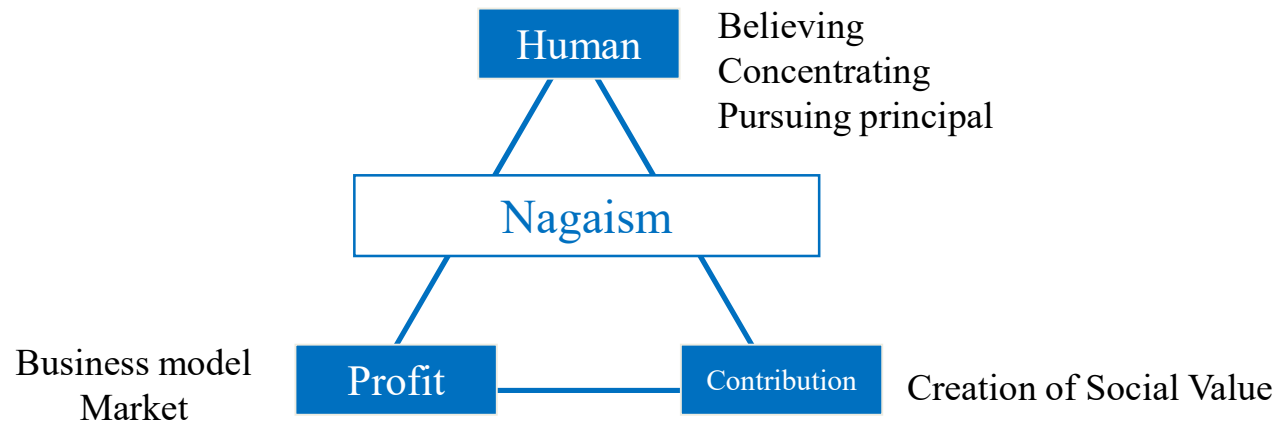 Human
Believing
Concentrating
Pursuing principal
Nagaism
Business model
Market
Profit
Contribution
Creation of Social Value